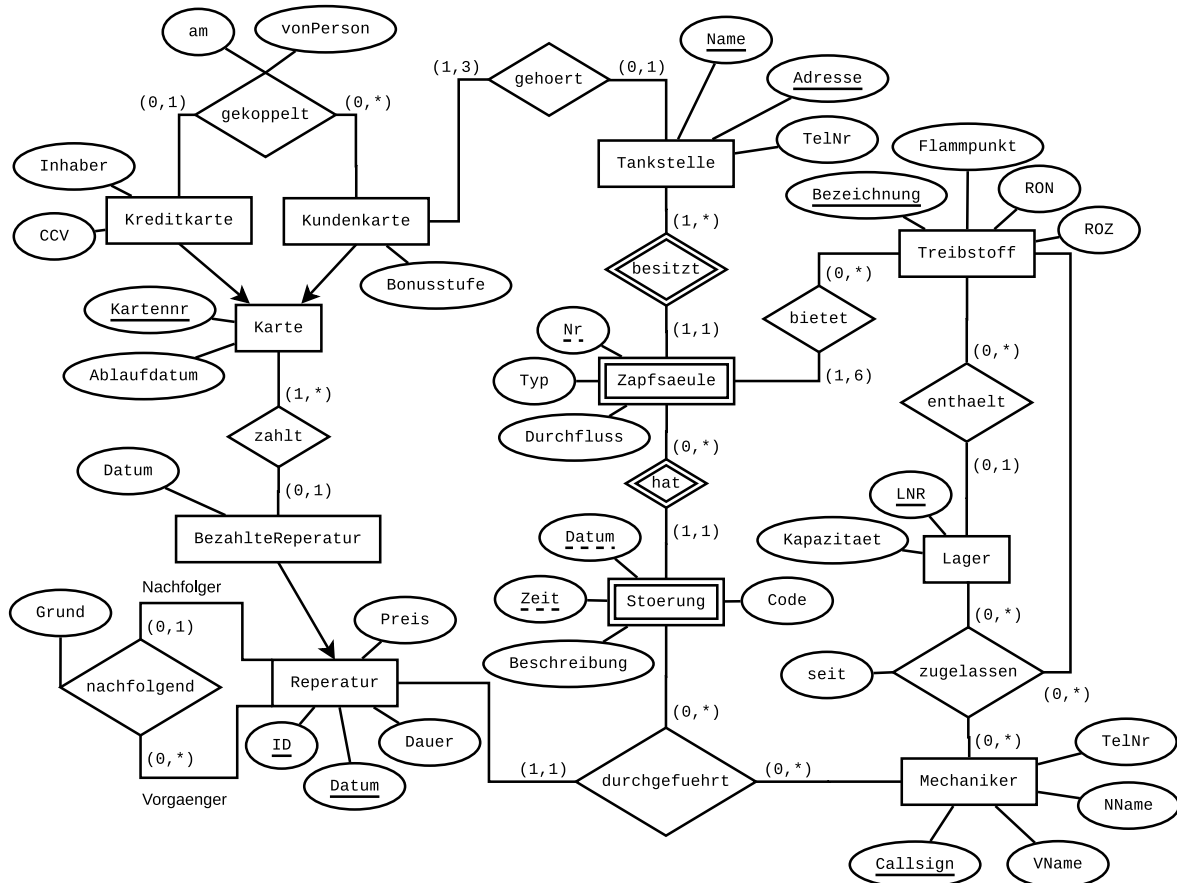 am
vonPerson
Name
(1,3)
gehoert
(0,1)
Adresse
(0,1)
gekoppelt
(0,*)
TelNr
Flammpunkt
Inhaber
Tankstelle
Bezeichnung
RON
Kreditkarte
Kundenkarte
(1,*)
ROZ
CCV
Treibstoff
besitzt
(0,*)
Bonusstufe
Kartennr
bietet
Karte
Nr
(1,1)
(0,*)
Ablaufdatum
Typ
Zapfsaeule
(1,6)
(1,*)
enthaelt
zahlt
Durchfluss
(0,*)
Datum
(0,1)
(0,1)
hat
LNR
BezahlteReperatur
Datum
(1,1)
Kapazitaet
Lager
Nachfolger
Zeit
Stoerung
Code
Grund
(0,1)
Preis
(0,*)
Beschreibung
seit
zugelassen
nachfolgend
Reperatur
(0,*)
(0,*)
(0,*)
ID
Dauer
(0,*)
TelNr
Vorgaenger
Datum
(1,1)
durchgefuehrt
(0,*)
Mechaniker
NName
Callsign
VName